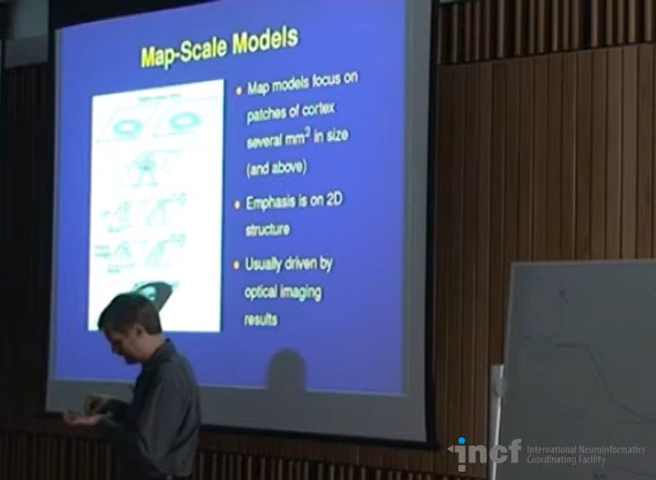 Map-Scale Models
• Map models focus on
patches of cortex
several mm² in size
(and above)
• Emphasis is on 2D
structure
• Usually driven by
optical imaging
results
incf International Neuroinformatics
Coordinating Facility